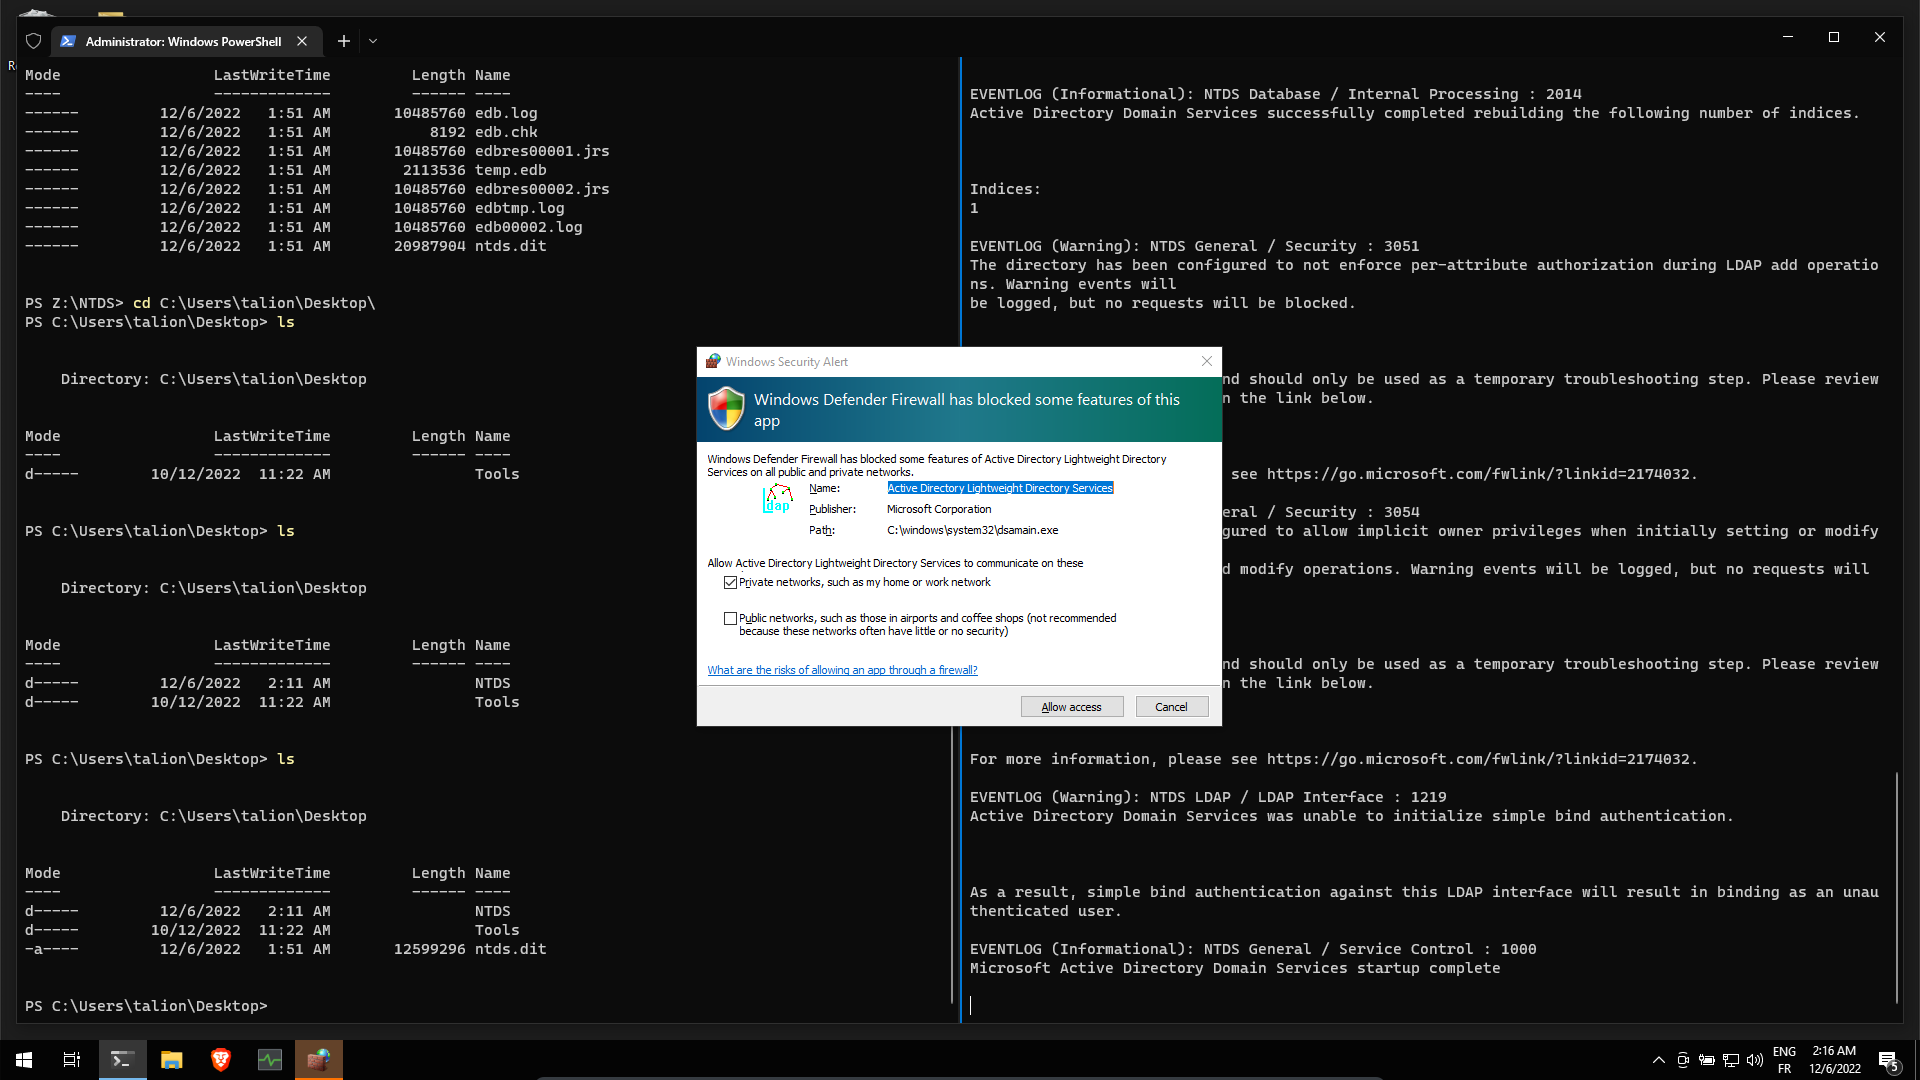 Administrator: Windows PowerShell
R
Mode                 LastWriteTime         Length Name
----                 -------------         ------ ----
------         12/6/2022   1:51 AM       10485760 edb.log
------         12/6/2022   1:51 AM           8192 edb.chk
------         12/6/2022   1:51 AM       10485760 edbres00001.jrs
------         12/6/2022   1:51 AM        2113536 temp.edb
------         12/6/2022   1:51 AM       10485760 edbres00002.jrs
------         12/6/2022   1:51 AM       10485760 edbtmp.log
------         12/6/2022   1:51 AM       10485760 edb00002.log
------         12/6/2022   1:51 AM       20987904 ntds.dit
PS Z:\NTDS> cd C:\Users\talion\Desktop\
PS C:\Users\talion\Desktop> ls
Directory: C:\Users\talion\Desktop
Mode                 LastWriteTime         Length Name
----                 -------------         ------ ----
d-----        10/12/2022  11:22 AM                Tools
PS C:\Users\talion\Desktop> ls
Directory: C:\Users\talion\Desktop
Mode                 LastWriteTime         Length Name
----                 -------------         ------ ----
d-----         12/6/2022   2:11 AM                NTDS
d-----        10/12/2022  11:22 AM                Tools
PS C:\Users\talion\Desktop> ls
Directory: C:\Users\talion\Desktop
Mode                 LastWriteTime         Length Name
----                 -------------         ------ ----
d-----         12/6/2022   2:11 AM                NTDS
d-----        10/12/2022  11:22 AM                Tools
-a----         12/6/2022   1:51 AM       12599296 ntds.dit
PS C:\Users\talion\Desktop>
EVENTLOG (Informational): NTDS Database / Internal Processing : 2014
Active Directory Domain Services successfully completed rebuilding the following number of indices.
Indices:
1
EVENTLOG (Warning): NTDS General / Security : 3051
The directory has been configured to not enforce per-attribute authorization during LDAP add operatio
ns. Warning events will
be logged, but no requests will be blocked.
nd should only be used as a temporary troubleshooting step. Please review
n the link below.
see https://go.microsoft.com/fwlink/?linkid=2174032.
eral / Security : 3054
gured to allow implicit owner privileges when initially setting or modify
d modify operations. Warning events will be logged, but no requests will
nd should only be used as a temporary troubleshooting step. Please review
n the link below.
For more information, please see https://go.microsoft.com/fwlink/?linkid=2174032.
EVENTLOG (Warning): NTDS LDAP / LDAP Interface : 1219
Active Directory Domain Services was unable to initialize simple bind authentication.
As a result, simple bind authentication against this LDAP interface will result in binding as an unau
thenticated user.
EVENTLOG (Informational): NTDS General / Service Control : 1000
Microsoft Active Directory Domain Services startup complete
Windows Security Alert
Windows Defender Firewall has blocked some features of this
app
Windows Defender Firewall has blocked some features of Active Directory Lightweight Directory
Services on all public and private networks.
Ldap
Name: Active Directory Lightweight Directory Services
Publisher: Microsoft Corporation
Path: C:\windows\system32\dsamain.exe
Allow Active Directory Lightweight Directory Services to communicate on these
Private networks, such as my home or work network
Public networks, such as those in airports and coffee shops (not recommended
because these networks often have little or no security)
What are the risks of allowing an app through a firewall?
Allow access
Cancel
ENG
FR
2:16 AM
12/6/2022
5